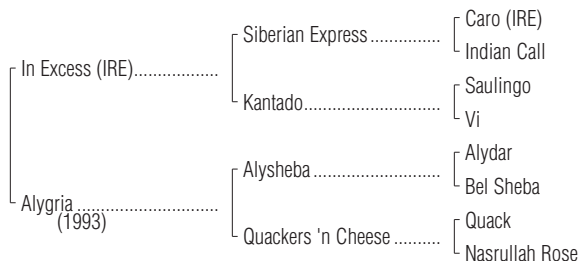 Caro (IRE)
Siberian Express
Indian Call
In Excess (IRE)
Saulingo
Kantado
Vi
Alydar
Alysheba
Bel Sheba
Alygria
(1993)
Quack
Quackers 'n Cheese
Nasrullah Rose